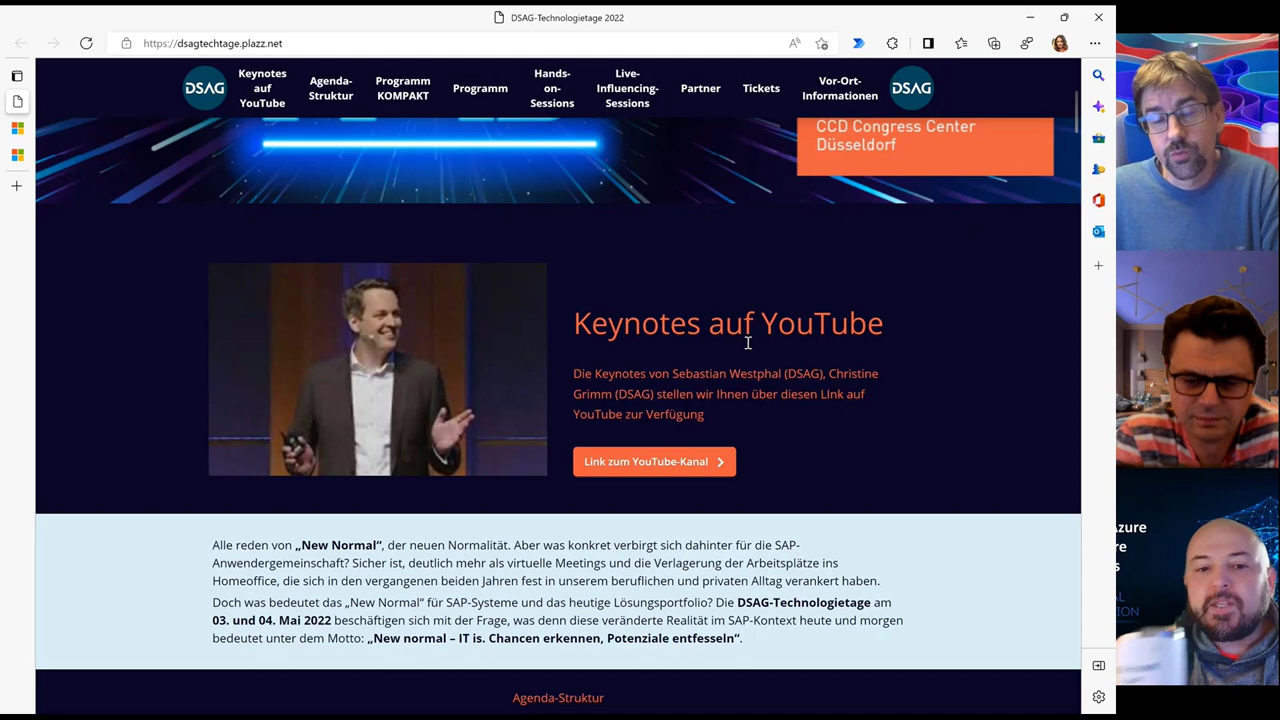 DSAG-Technologietage 2022
https://dsagtechtage.plazz.net
DSAG
Keynotes
auf
YouTube
Agenda-
Struktur
Programm
KOMPAKT
Programm
Hands-
on-
Sessions
Live-
Influencing-
Sessions
Partner
Tickets
Vor-Ort-
Informationen
DSAG
CCD Congress Center
Düsseldorf
Keynotes auf YouTube
Die Keynotes von Sebastian Westphal (DSAG), Christine
Grimm (DSAG) stellen wir Ihnen über diesen LInk auf
YouTube zur Verfügung
Link zum YouTube-Kanal
Alle reden von „New Normal“, der neuen Normalität. Aber was konkret verbirgt sich dahinter für die SAP-
Anwendergemeinschaft? Sicher ist, deutlich mehr als virtuelle Meetings und die Verlagerung der Arbeitsplätze ins
Homeoffice, die sich in den vergangenen beiden Jahren fest in unserem beruflichen und privaten Alltag verankert haben.
Doch was bedeutet das „New Normal“ für SAP-Systeme und das heutige Lösungsportfolio? Die DSAG-Technologietage am
03. und 04. Mai 2022 beschäftigen sich mit der Frage, was denn diese veränderte Realität im SAP-Kontext heute und morgen
bedeutet unter dem Motto: „New normal – IT is. Chancen erkennen, Potenziale entfesseln“.
Agenda-Struktur